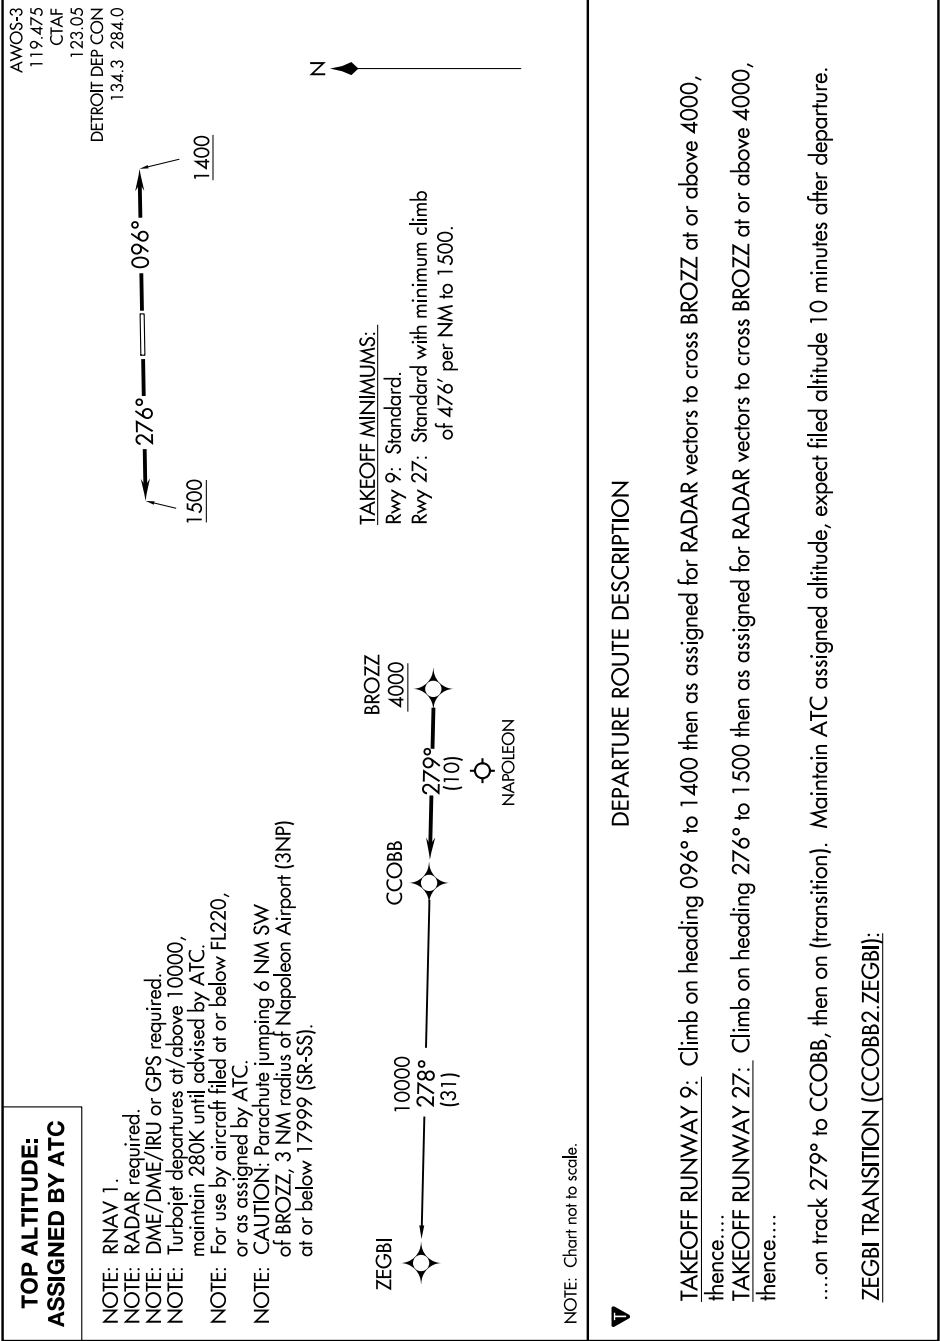 TOP ALTITUDE:
ASSIGNED BY ATC
AWOS-3
119.475
CTAF
123.05
DETROIT DEP CON
134.3 284.0
NOTE: RNAV 1.
NOTE: RADAR required.
NOTE: DME/DME/IRU or GPS required.
NOTE: Turbojet departures at/above 10000,
maintain 280K until advised by ATC.
NOTE: For use by aircraft filed at or below FL220,
or as assigned by ATC.
NOTE: CAUTION: Parachute jumping 6 NM SW
of BROZZ, 3 NM radius of Napoleon Airport (3NP)
at or below 17999 (SR-SS).
276°
096°
1500
1400
N
TAKEOFF MINIMUMS:
Rwy 9: Standard.
Rwy 27: Standard with minimum climb
of 476' per NM to 1500.
ZEGBI
10000
278°
(31)
CCOBB
279°
(10)
BROZZ
4000
NAPOLEON
NOTE: Chart not to scale.
T
DEPARTURE ROUTE DESCRIPTION
TAKEOFF RUNWAY 9: Climb on heading 096° to 1400 then as assigned for RADAR vectors to cross BROZZ at or above 4000,
thence....
TAKEOFF RUNWAY 27: Climb on heading 276° to 1500 then as assigned for RADAR vectors to cross BROZZ at or above 4000,
thence....
....on track 279° to CCOBB, then on (transition). Maintain ATC assigned altitude, expect filed altitude 10 minutes after departure.
ZEGBI TRANSITION (CCOBB2.ZEGBI):